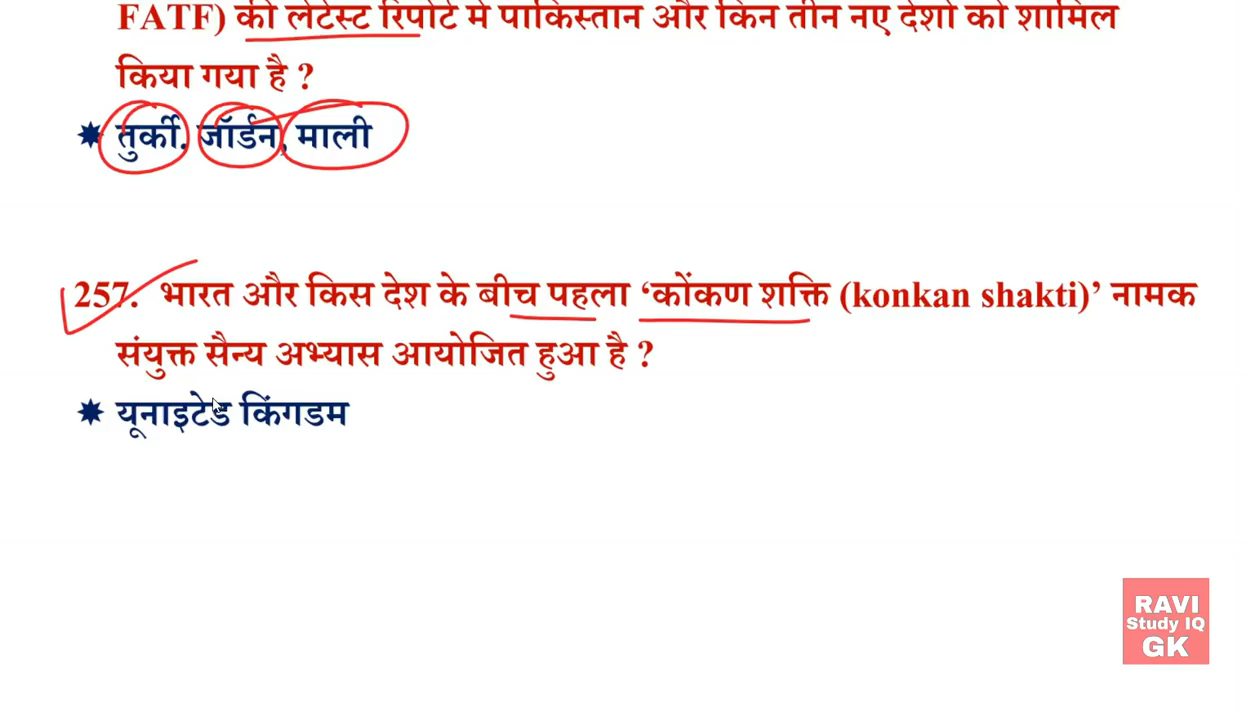 FATF) की लेटेस्ट रिपोर्ट में पाकिस्तान और किन तीन नए देशों को शामिल
किया गया है ?
✷ तुर्की. जॉर्डन, माली
257. भारत और किस देश के बीच पहला ‘कोंकण शक्ति (konkan shakti)’ नामक
संयुक्त सैन्य अभ्यास आयोजित हुआ है ?
✷ यूनाइटेड किंगडम
RAVI
Study IQ
GK